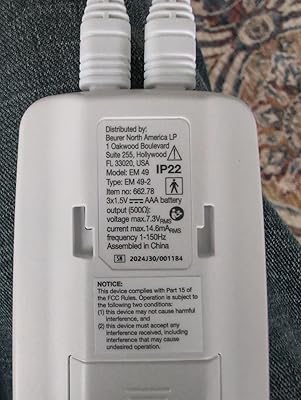 Distributed by:
Beurer North America LP
1 Oakwood Boulevard
Suite 255, Hollywood
FL 33020, USA
Model: EM 49
IP22
Type: EM 49-2
Item no: 662.78
3x1.5V⎓ AAA battery
output (500Ω):
voltage max.7.3VRMS
current max.14.6mARMS
frequency 1-150Hz
Assembled in China
SN 2024J30/001184
NOTICE:
This device complies with Part 15 of
the FCC Rules. Operation is subject to
the following two conditions:
(1) this device may not cause harmful
interference, and
(2) this device must accept any
interference received, including
interference that may cause
undesired operation.